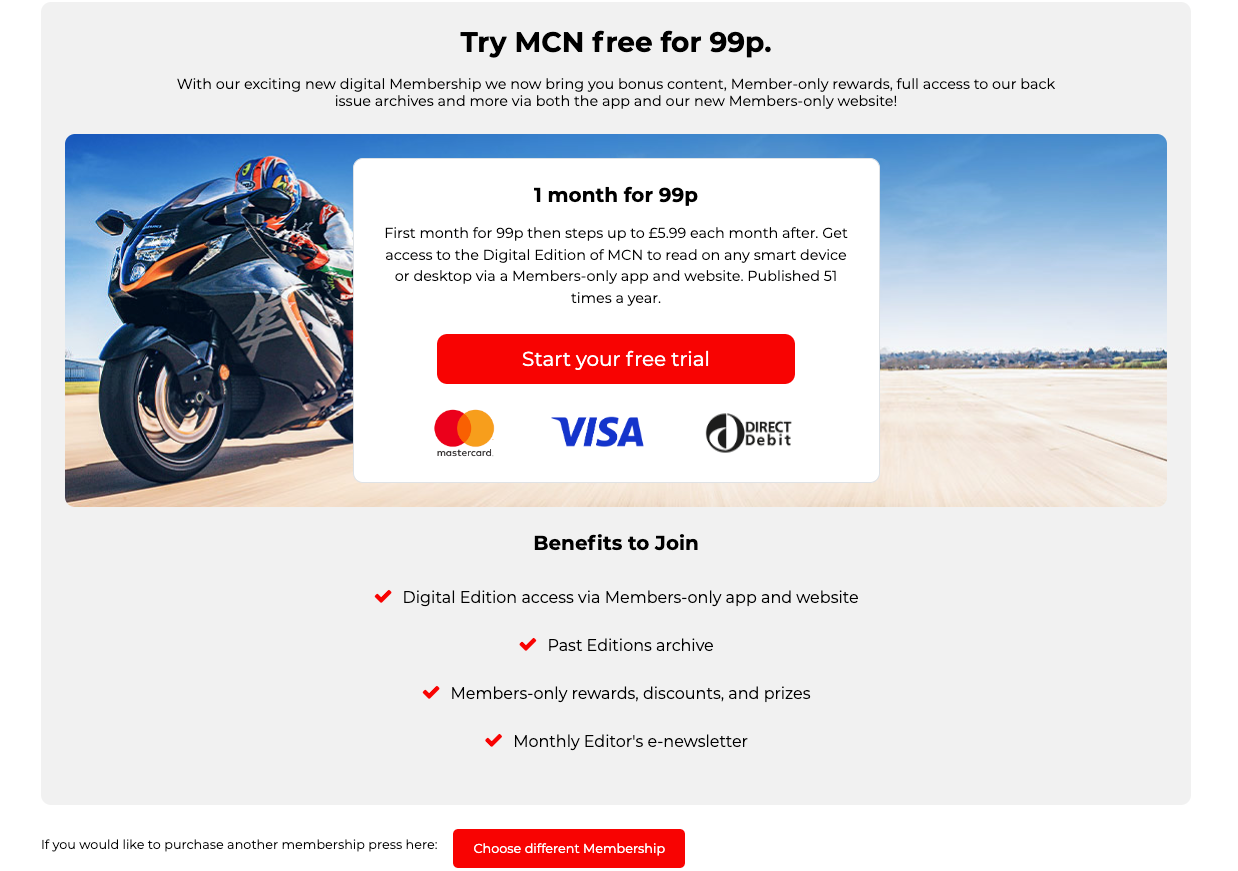 Try MCN free for 99p.
With our exciting new digital Membership we now bring you bonus content, Member-only rewards, full access to our back
issue archives and more via both the app and our new Members-only website!
1 month for 99p
First month for 99p then steps up to £5.99 each month after. Get
access to the Digital Edition of MCN to read on any smart device
or desktop via a Members-only app and website. Published 51
times a year.
Start your free trial
mastercard.
VISA
DIRECT
Debit
SUZUKI
隼
Benefits to Join
Digital Edition access via Members-only app and website
Past Editions archive
Members-only rewards, discounts, and prizes
Monthly Editor's e-newsletter
If you would like to purchase another membership press here:
Choose different Membership